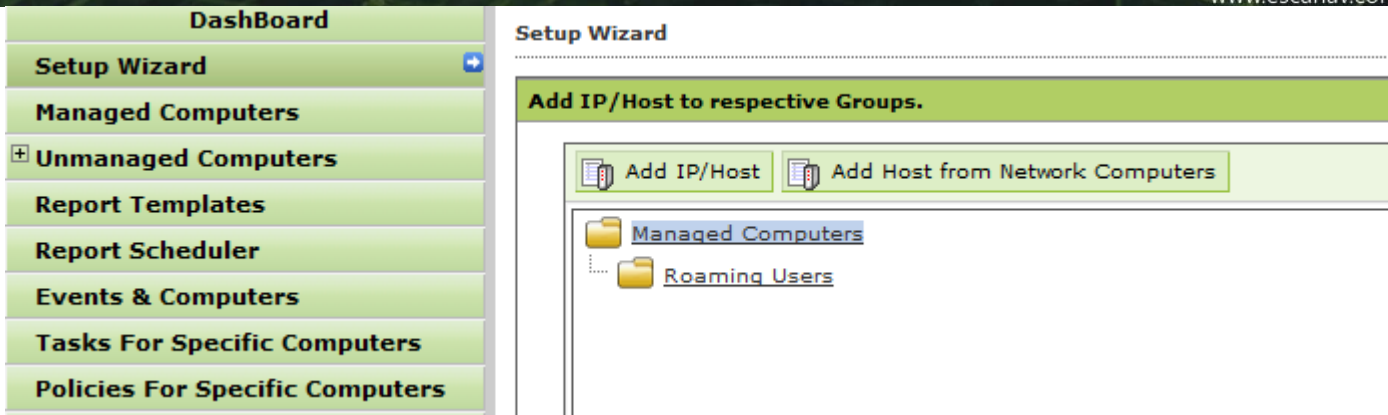 DashBoard
Setup Wizard
Managed Computers
Unmanaged Computers
Report Templates
Report Scheduler
Events & Computers
Tasks For Specific Computers
Policies For Specific Computers
Setup Wizard
Add IP/Host to respective Groups.
Add IP/Host
Add Host from Network Computers
Managed Computers
Roaming Users